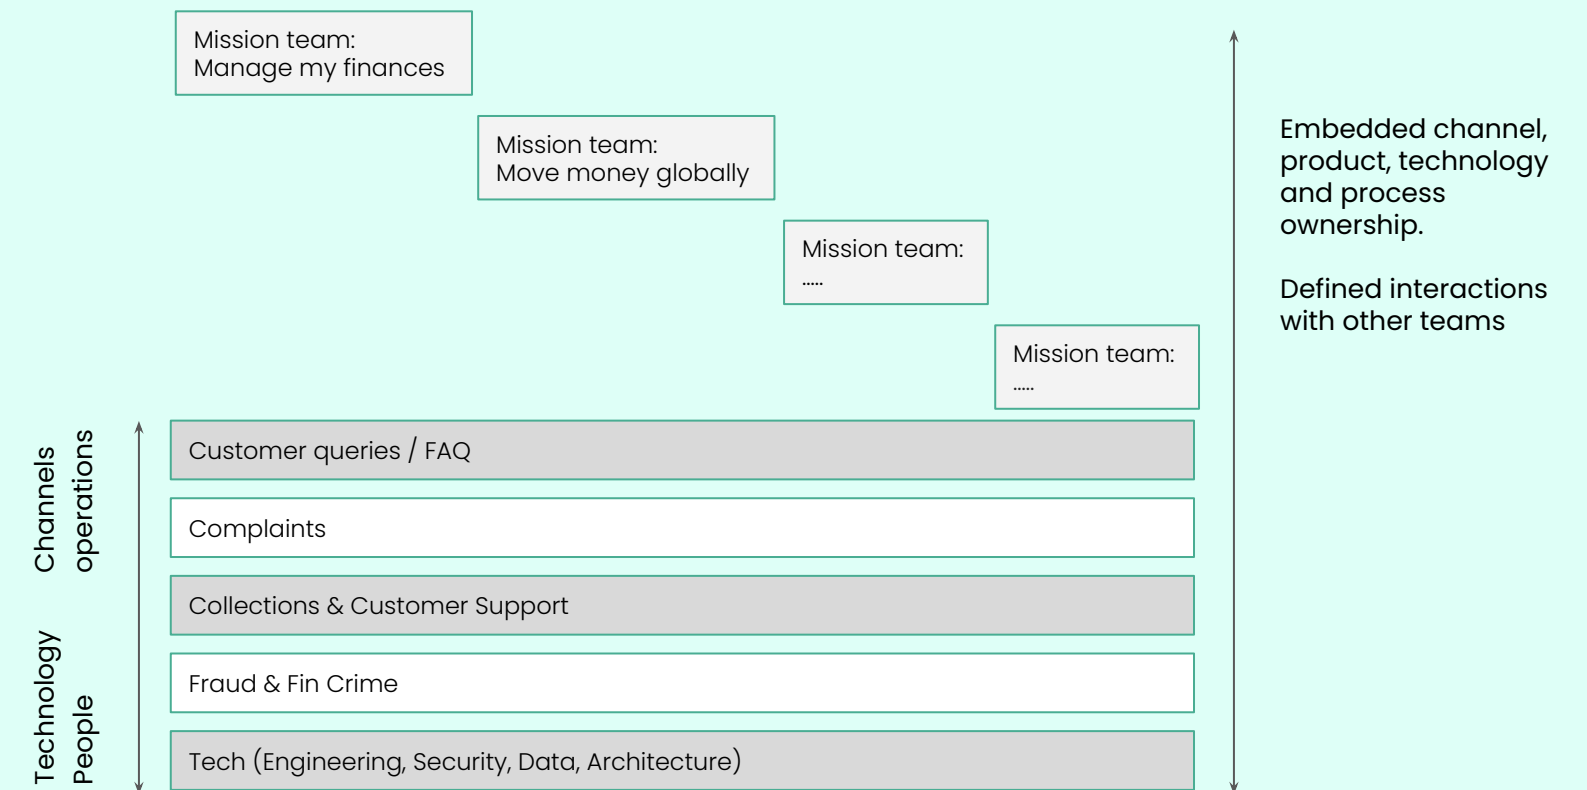 Mission team:
Manage my finances
Mission team:
Move money globally
Mission team:
.....
Mission team:
.....
Embedded channel,
product, technology
and process
ownership.
Defined interactions
with other teams
Channels
operations
Technology
People
Customer queries / FAQ
Complaints
Collections & Customer Support
Fraud & Fin Crime
Tech (Engineering, Security, Data, Architecture)